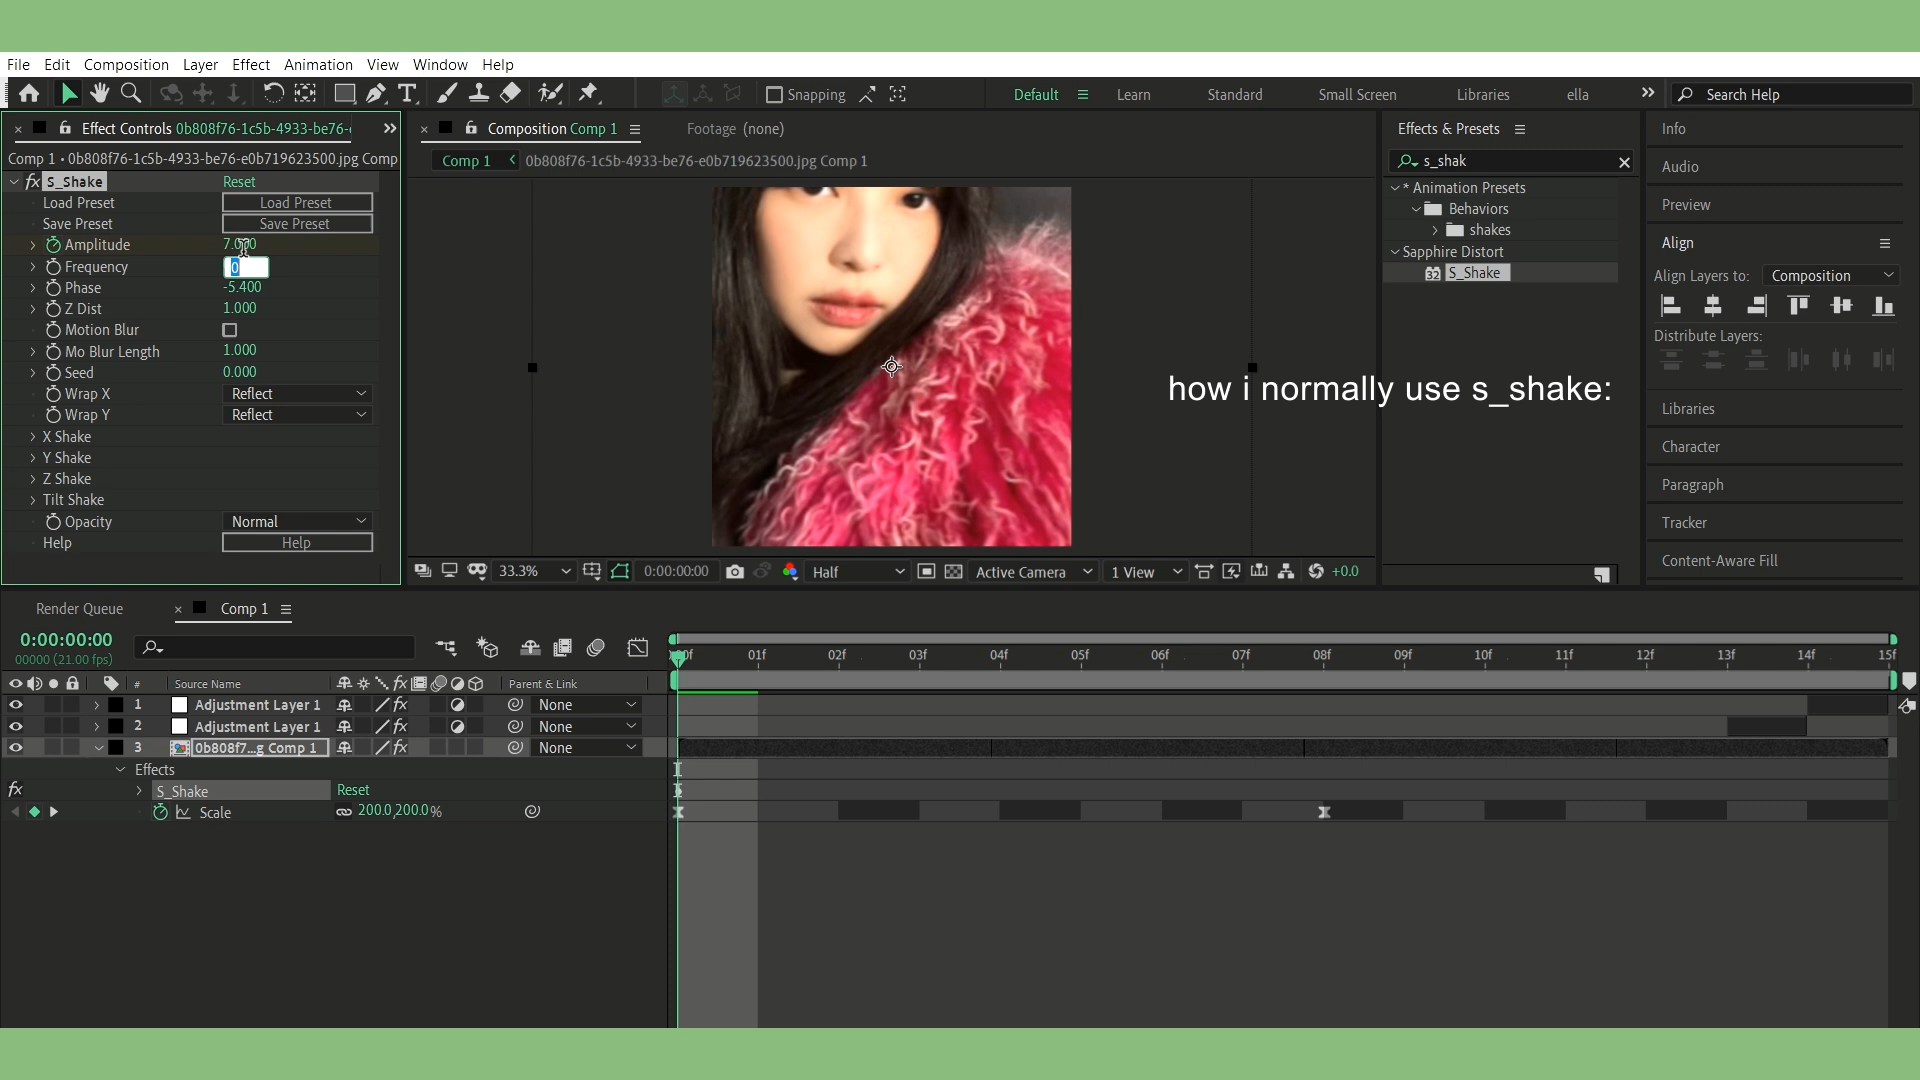 File Edit Composition Layer Effect Animation View Window Help
Snapping Default Learn Standard Small Screen Libraries ella Search Help
Effect Controls 0b808f76-1c5b-4933-be76-
Comp 1 • 0b808f76-1c5b-4933-be76-e0b719623500.jpg Comp
fx S_Shake Reset
Load Preset Load Preset
Save Preset Save Preset
Amplitude
Frequency 0
Phase -5.400
Z Dist 1.000
Motion Blur
Mo Blur Length 1.000
Seed 0.000
Wrap X Reflect
Wrap Y Reflect
X Shake
Y Shake
Z Shake
Tilt Shake
Opacity Normal
Help Help
Composition Comp 1 Footage (none)
Comp 1 0b808f76-1c5b-4933-be76-e0b719623500.jpg Comp 1
how i normally use s_shake:
33.3% 0:00:00:00 Half Active Camera 1 View +0.0
Effects & Presets
s_shak
* Animation Presets
Behaviors
shakes
Sapphire Distort
32 S_Shake
Info
Audio
Preview
Align
Align Layers to: Composition
Distribute Layers:
Libraries
Character
Paragraph
Tracker
Content-Aware Fill
Render Queue Comp 1
0:00:00:00
00000 (21.00 fps)
01f 02f 03f 04f 05f 06f 07f 08f 09f 10f 11f 12f 13f 14f 15f
# Source Name fx Parent & Link
1 Adjustment Layer 1 fx None
2 Adjustment Layer 1 fx None
3 0b808f7...g Comp 1 fx None
Effects
fx S_Shake Reset
Scale 200.0,200.0%